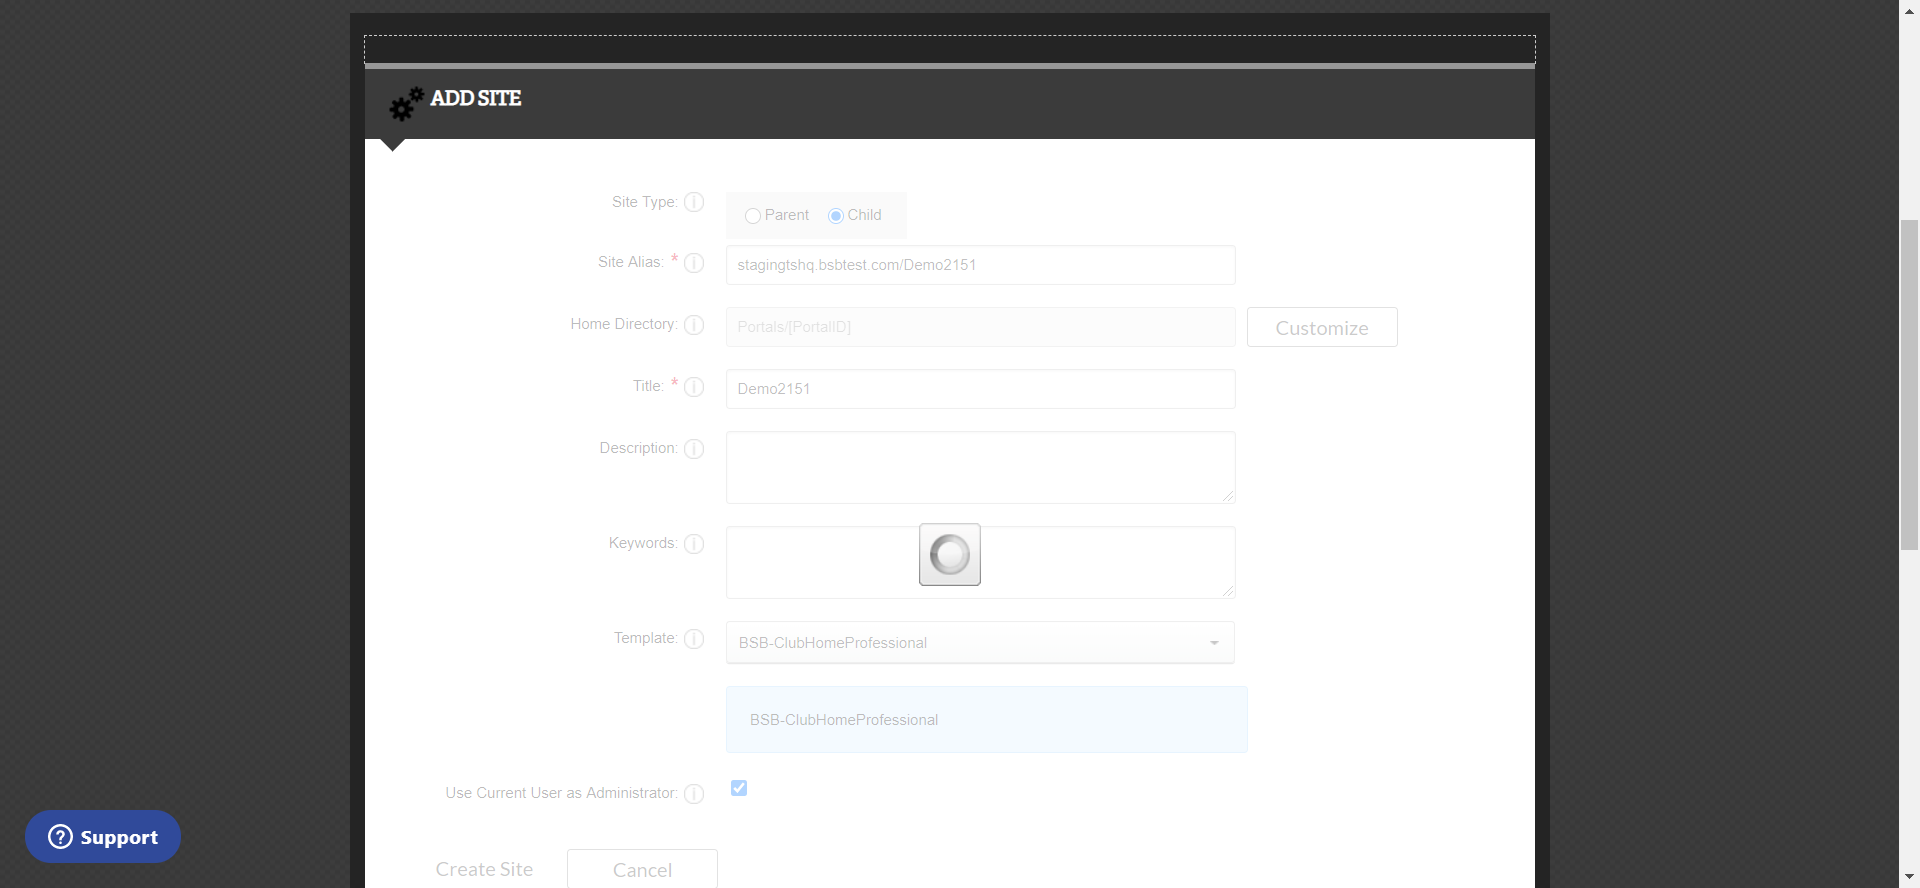 ADD SITE
Site Type:
Parent Child
Site Alias: *
stagingtshq.bsbtest.com/Demo2151
Home Directory:
Portals/[PortalID]
Customize
Title: *
Demo2151
Description:
Keywords:
Template:
BSB-ClubHomeProfessional
BSB-ClubHomeProfessional
Use Current User as Administrator:
Support
Create Site
Cancel